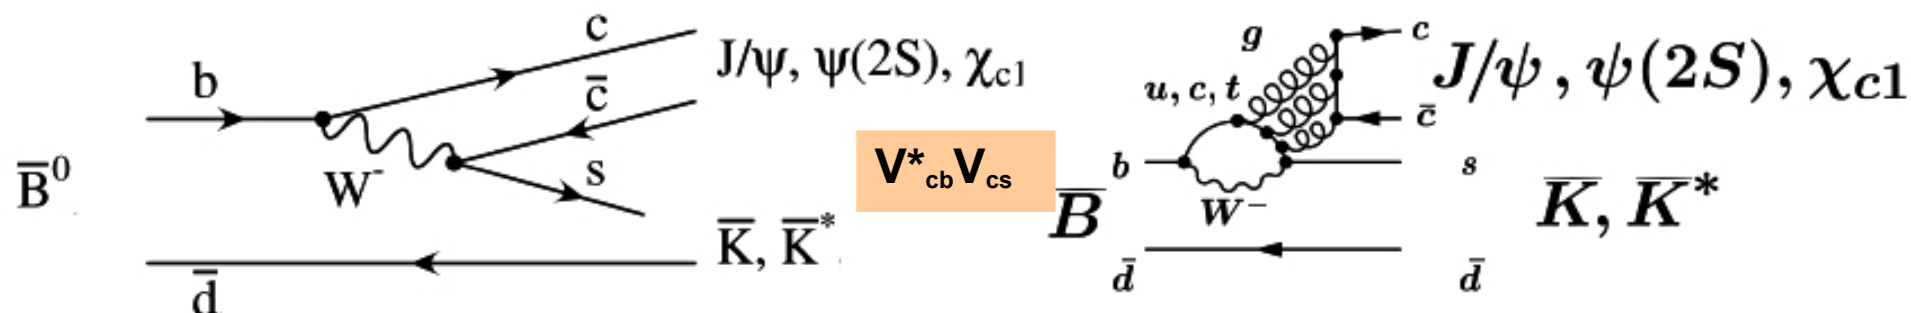 b
c
c̄
s
W⁻
B̄⁰
d̄
J/ψ, ψ(2S), χc1
K̄, K̄*
V*cbVcs
g
u, c, t
b
W⁻
B̄
d̄
c
c̄
s
d̄
J/ψ, ψ(2S), χc1
K̄, K̄*